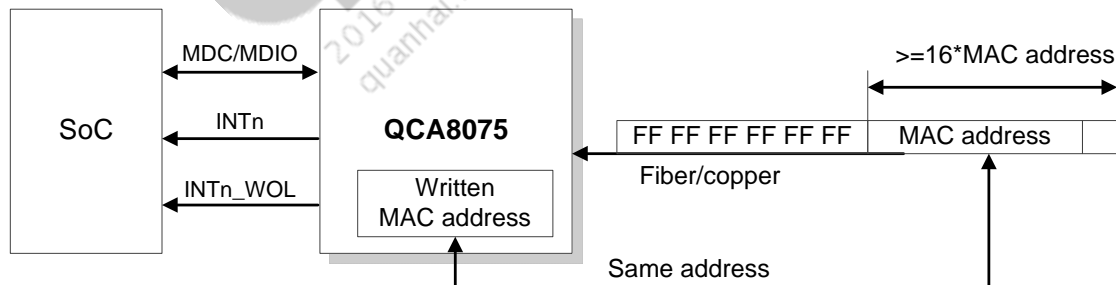 MDC/MDIO
SoC
INTn
INTn_WOL
QCA8075
Written
MAC address
>=16*MAC address
FF FF FF FF FF FF
MAC address
Fiber/copper
Same address
2016